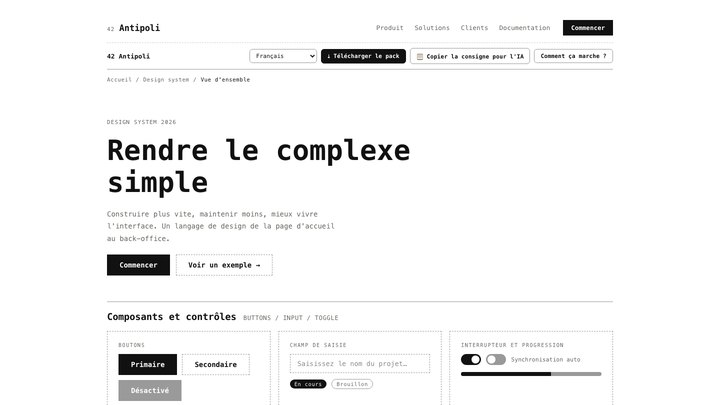 42 Antipoli
Produit Solutions Clients Documentation Commencer
42 Antipoli
Français ↓ Télécharger le pack 📋 Copier la consigne pour l'IA Comment ça marche ?
Accueil / Design system / Vue d'ensemble
DESIGN SYSTEM 2026
Rendre le complexe
simple
Construire plus vite, maintenir moins, mieux vivre
l'interface. Un langage de design de la page d'accueil
au back-office.
Commencer Voir un exemple →
Composants et contrôles BUTTONS / INPUT / TOGGLE
BOUTONS
Primaire Secondaire
Désactivé
CHAMP DE SAISIE
Saisissez le nom du projet…
En cours Brouillon
INTERRUPTEUR ET PROGRESSION
Synchronisation auto